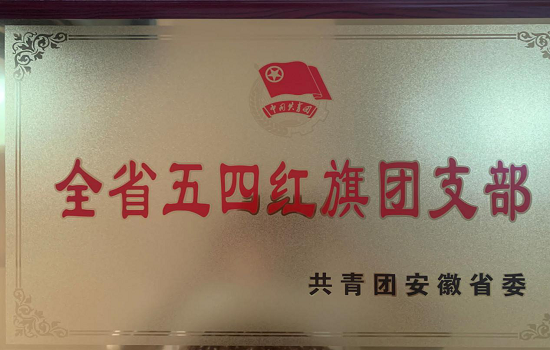 中国共青团
全省五四红旗团支部
共青团安徽省委